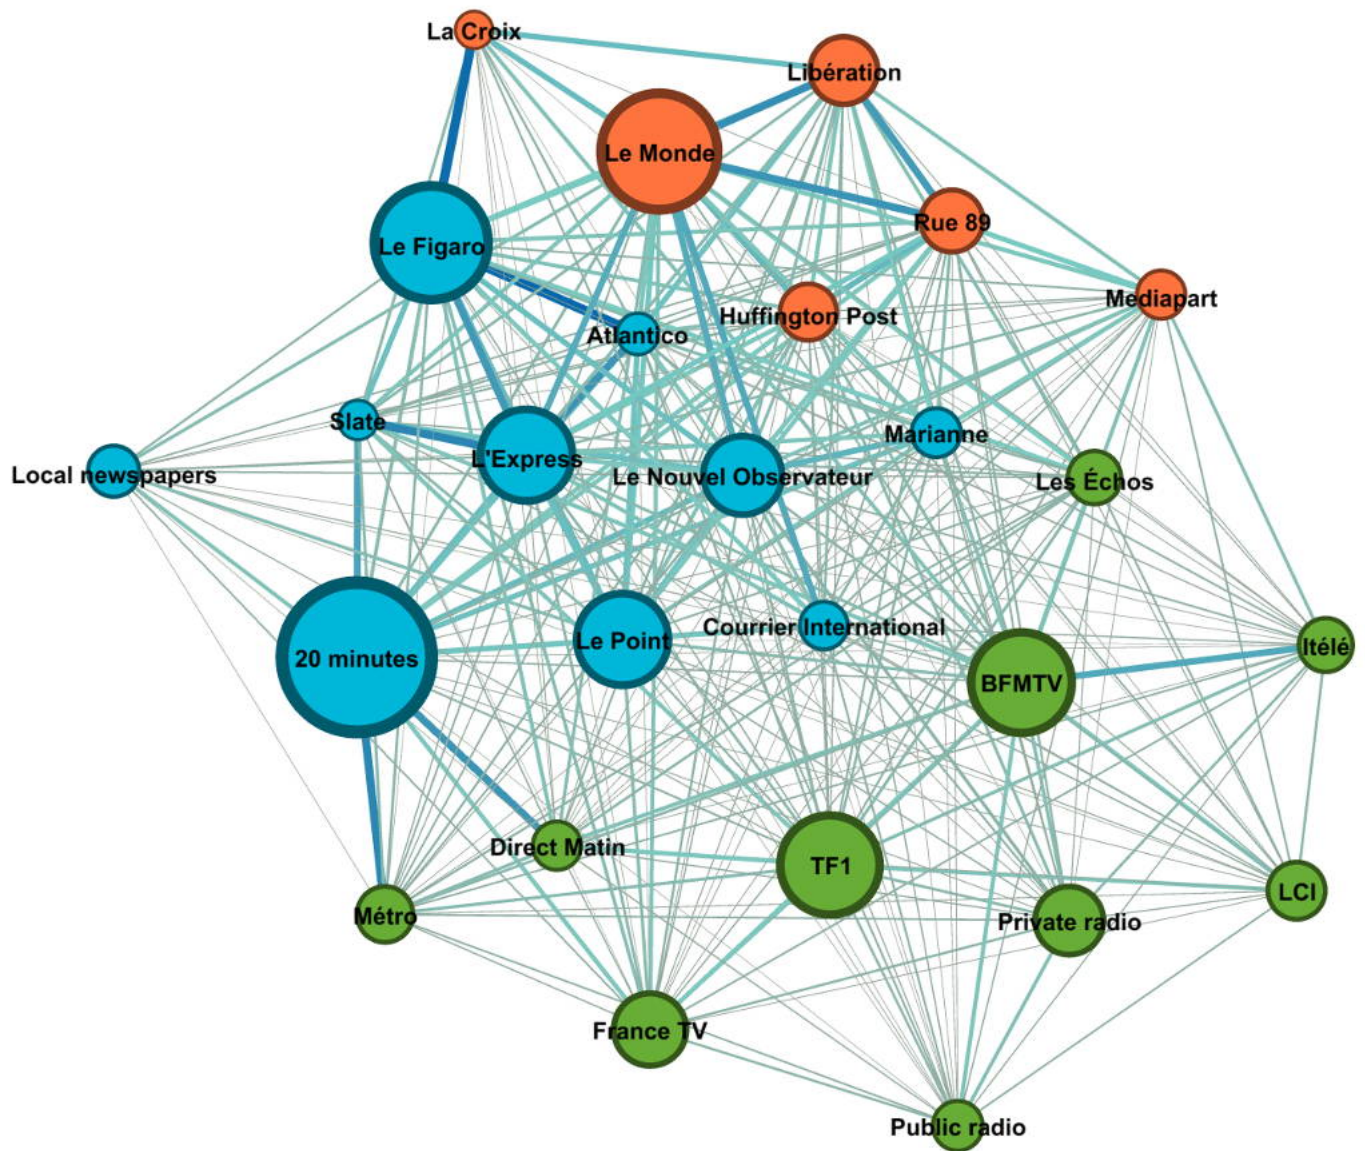 La Croix
Libération
Le Monde
Rue 89
Le Figaro
Mediapart
Huffington Post
Atlantico
Slate
Marianne
L'Express
Local newspapers
Le Nouvel Observateur
Les Échos
Courrier International
Le Point
Itélé
20 minutes
BFMTV
Direct Matin
TF1
LCI
Métro
Private radio
France TV
Public radio